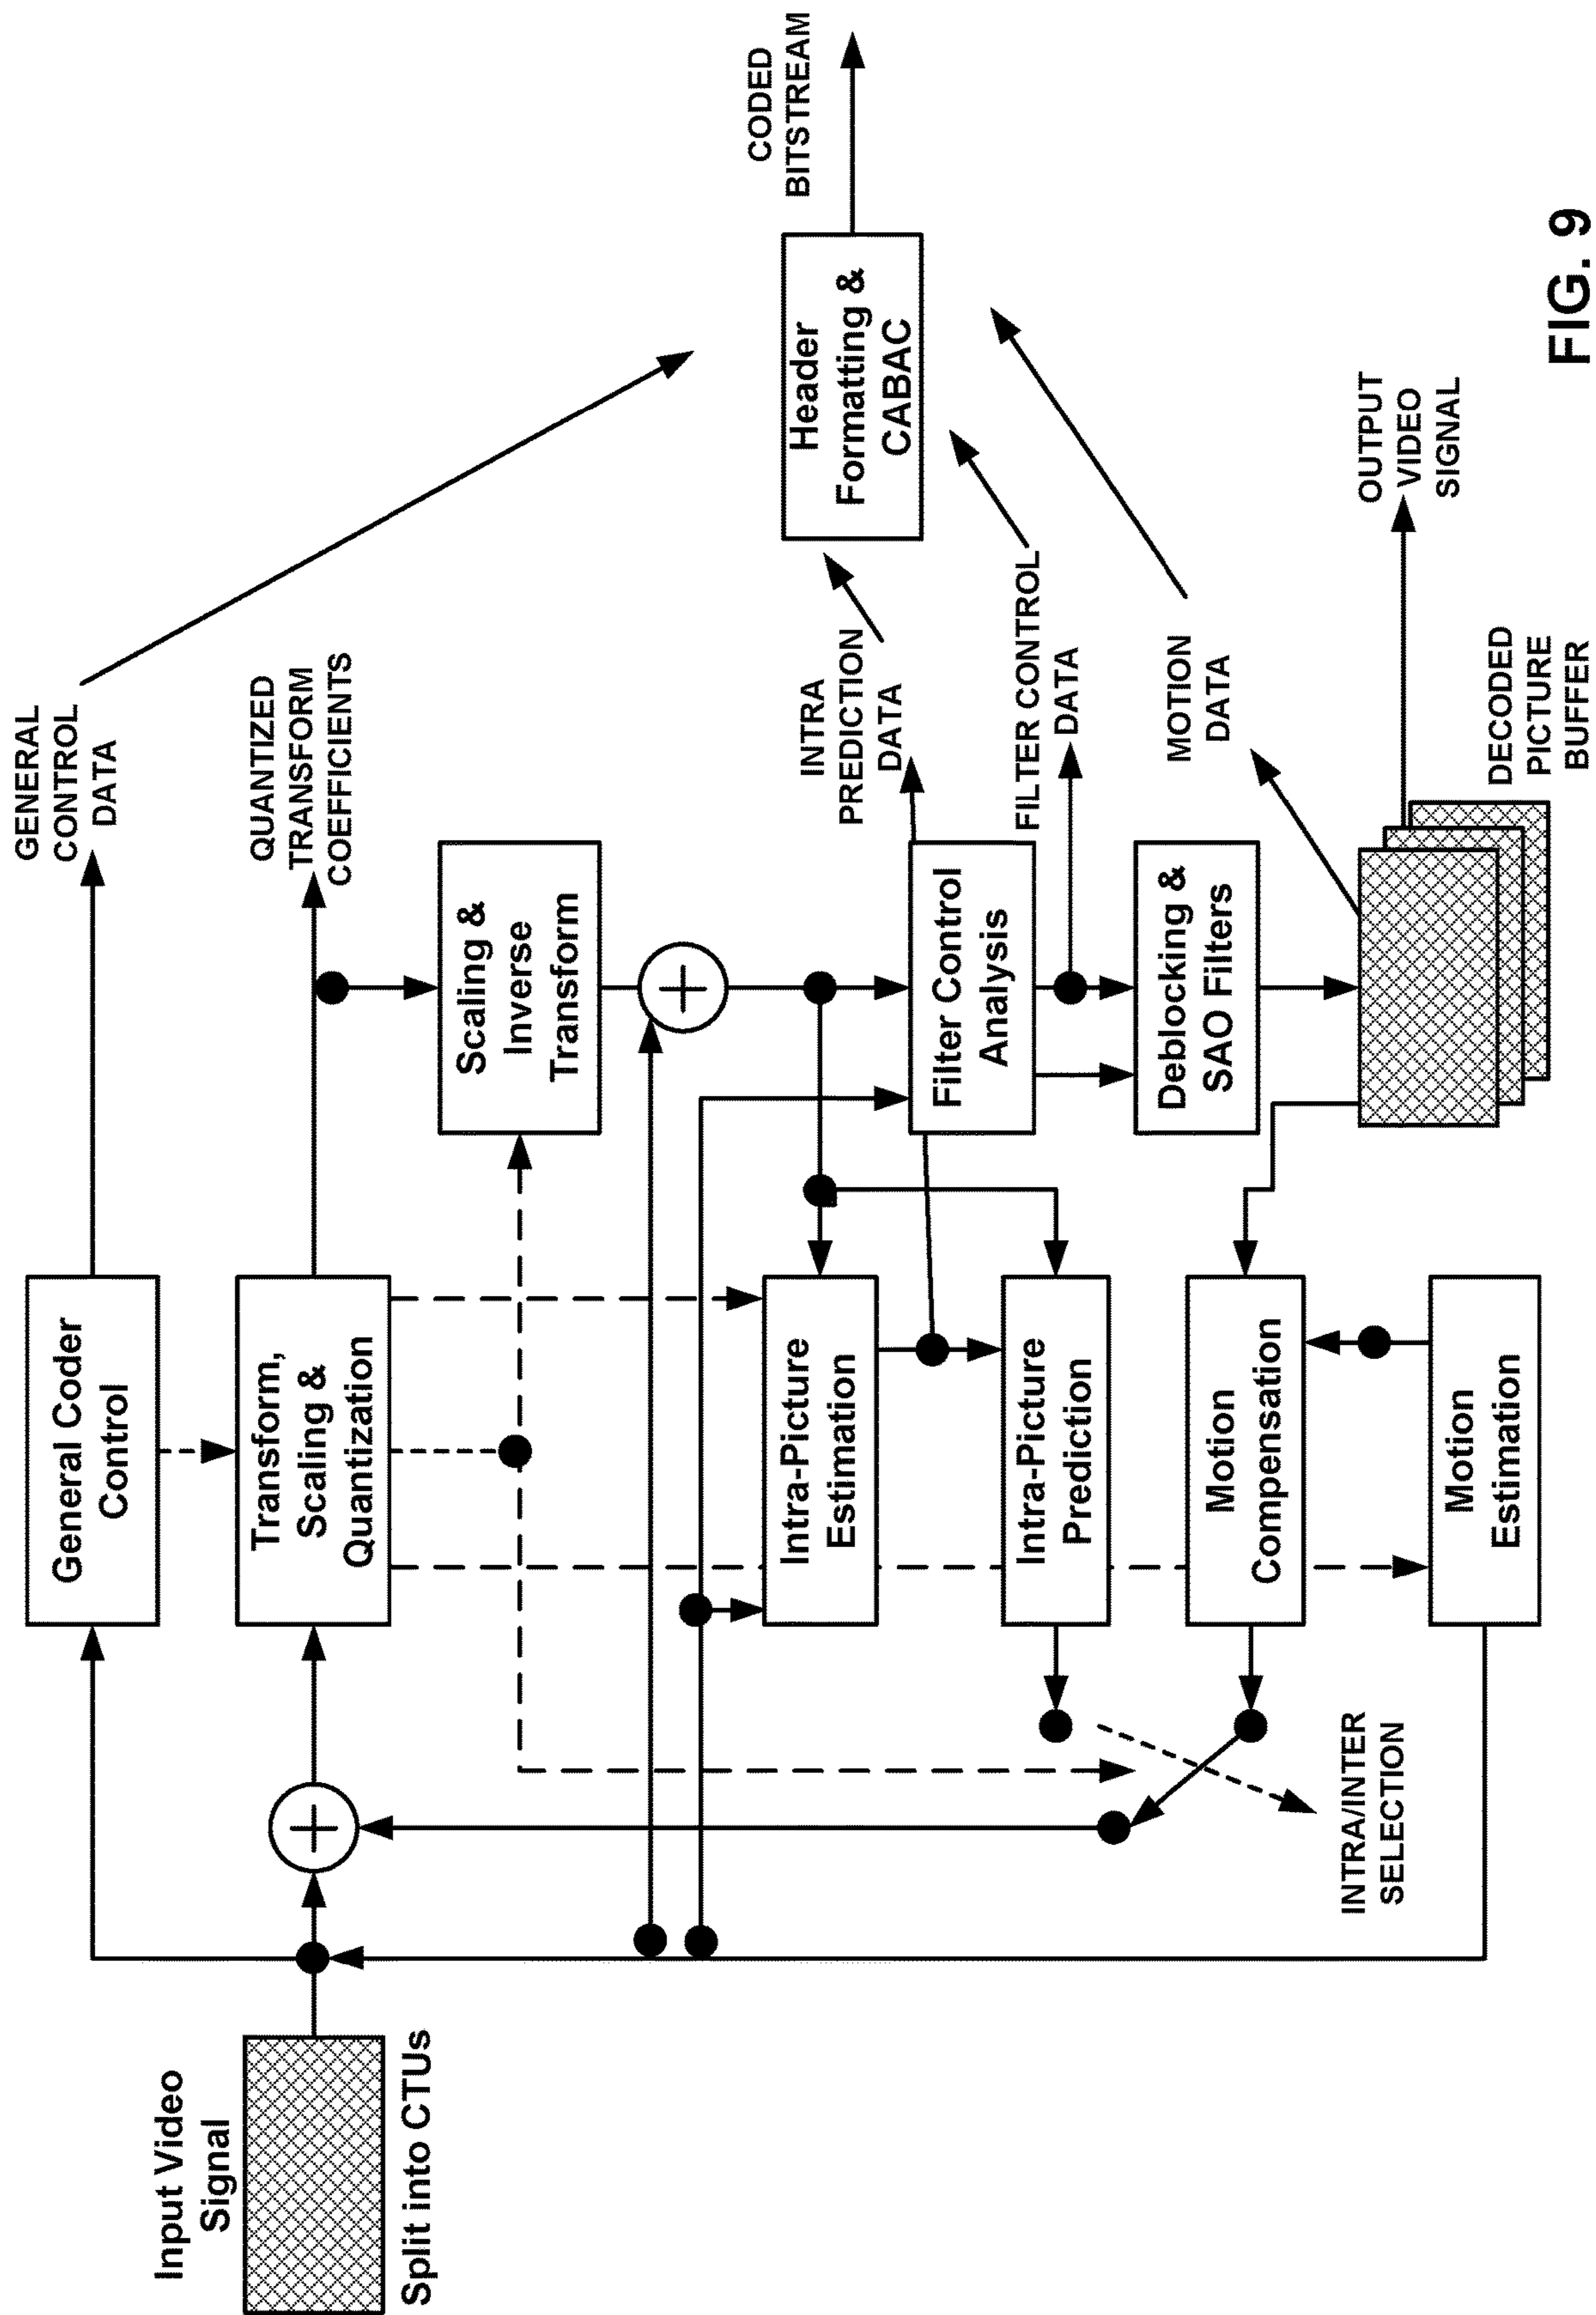 Input Video
Signal
Split into CTUs
General Coder
Control
Transform,
Scaling &
Quantization
GENERAL
CONTROL
DATA
QUANTIZED
TRANSFORM
COEFFICIENTS
Scaling &
Inverse
Transform
Intra-Picture
Estimation
Intra-Picture
Prediction
Motion
Compensation
Motion
Estimation
INTRA/INTER
SELECTION
Filter Control
Analysis
Deblocking &
SAO Filters
INTRA
PREDICTION
DATA
FILTER CONTROL
DATA
MOTION
DATA
Header
Formatting &
CABAC
CODED
BITSTREAM
OUTPUT
VIDEO
SIGNAL
DECODED
PICTURE
BUFFER
FIG. 9